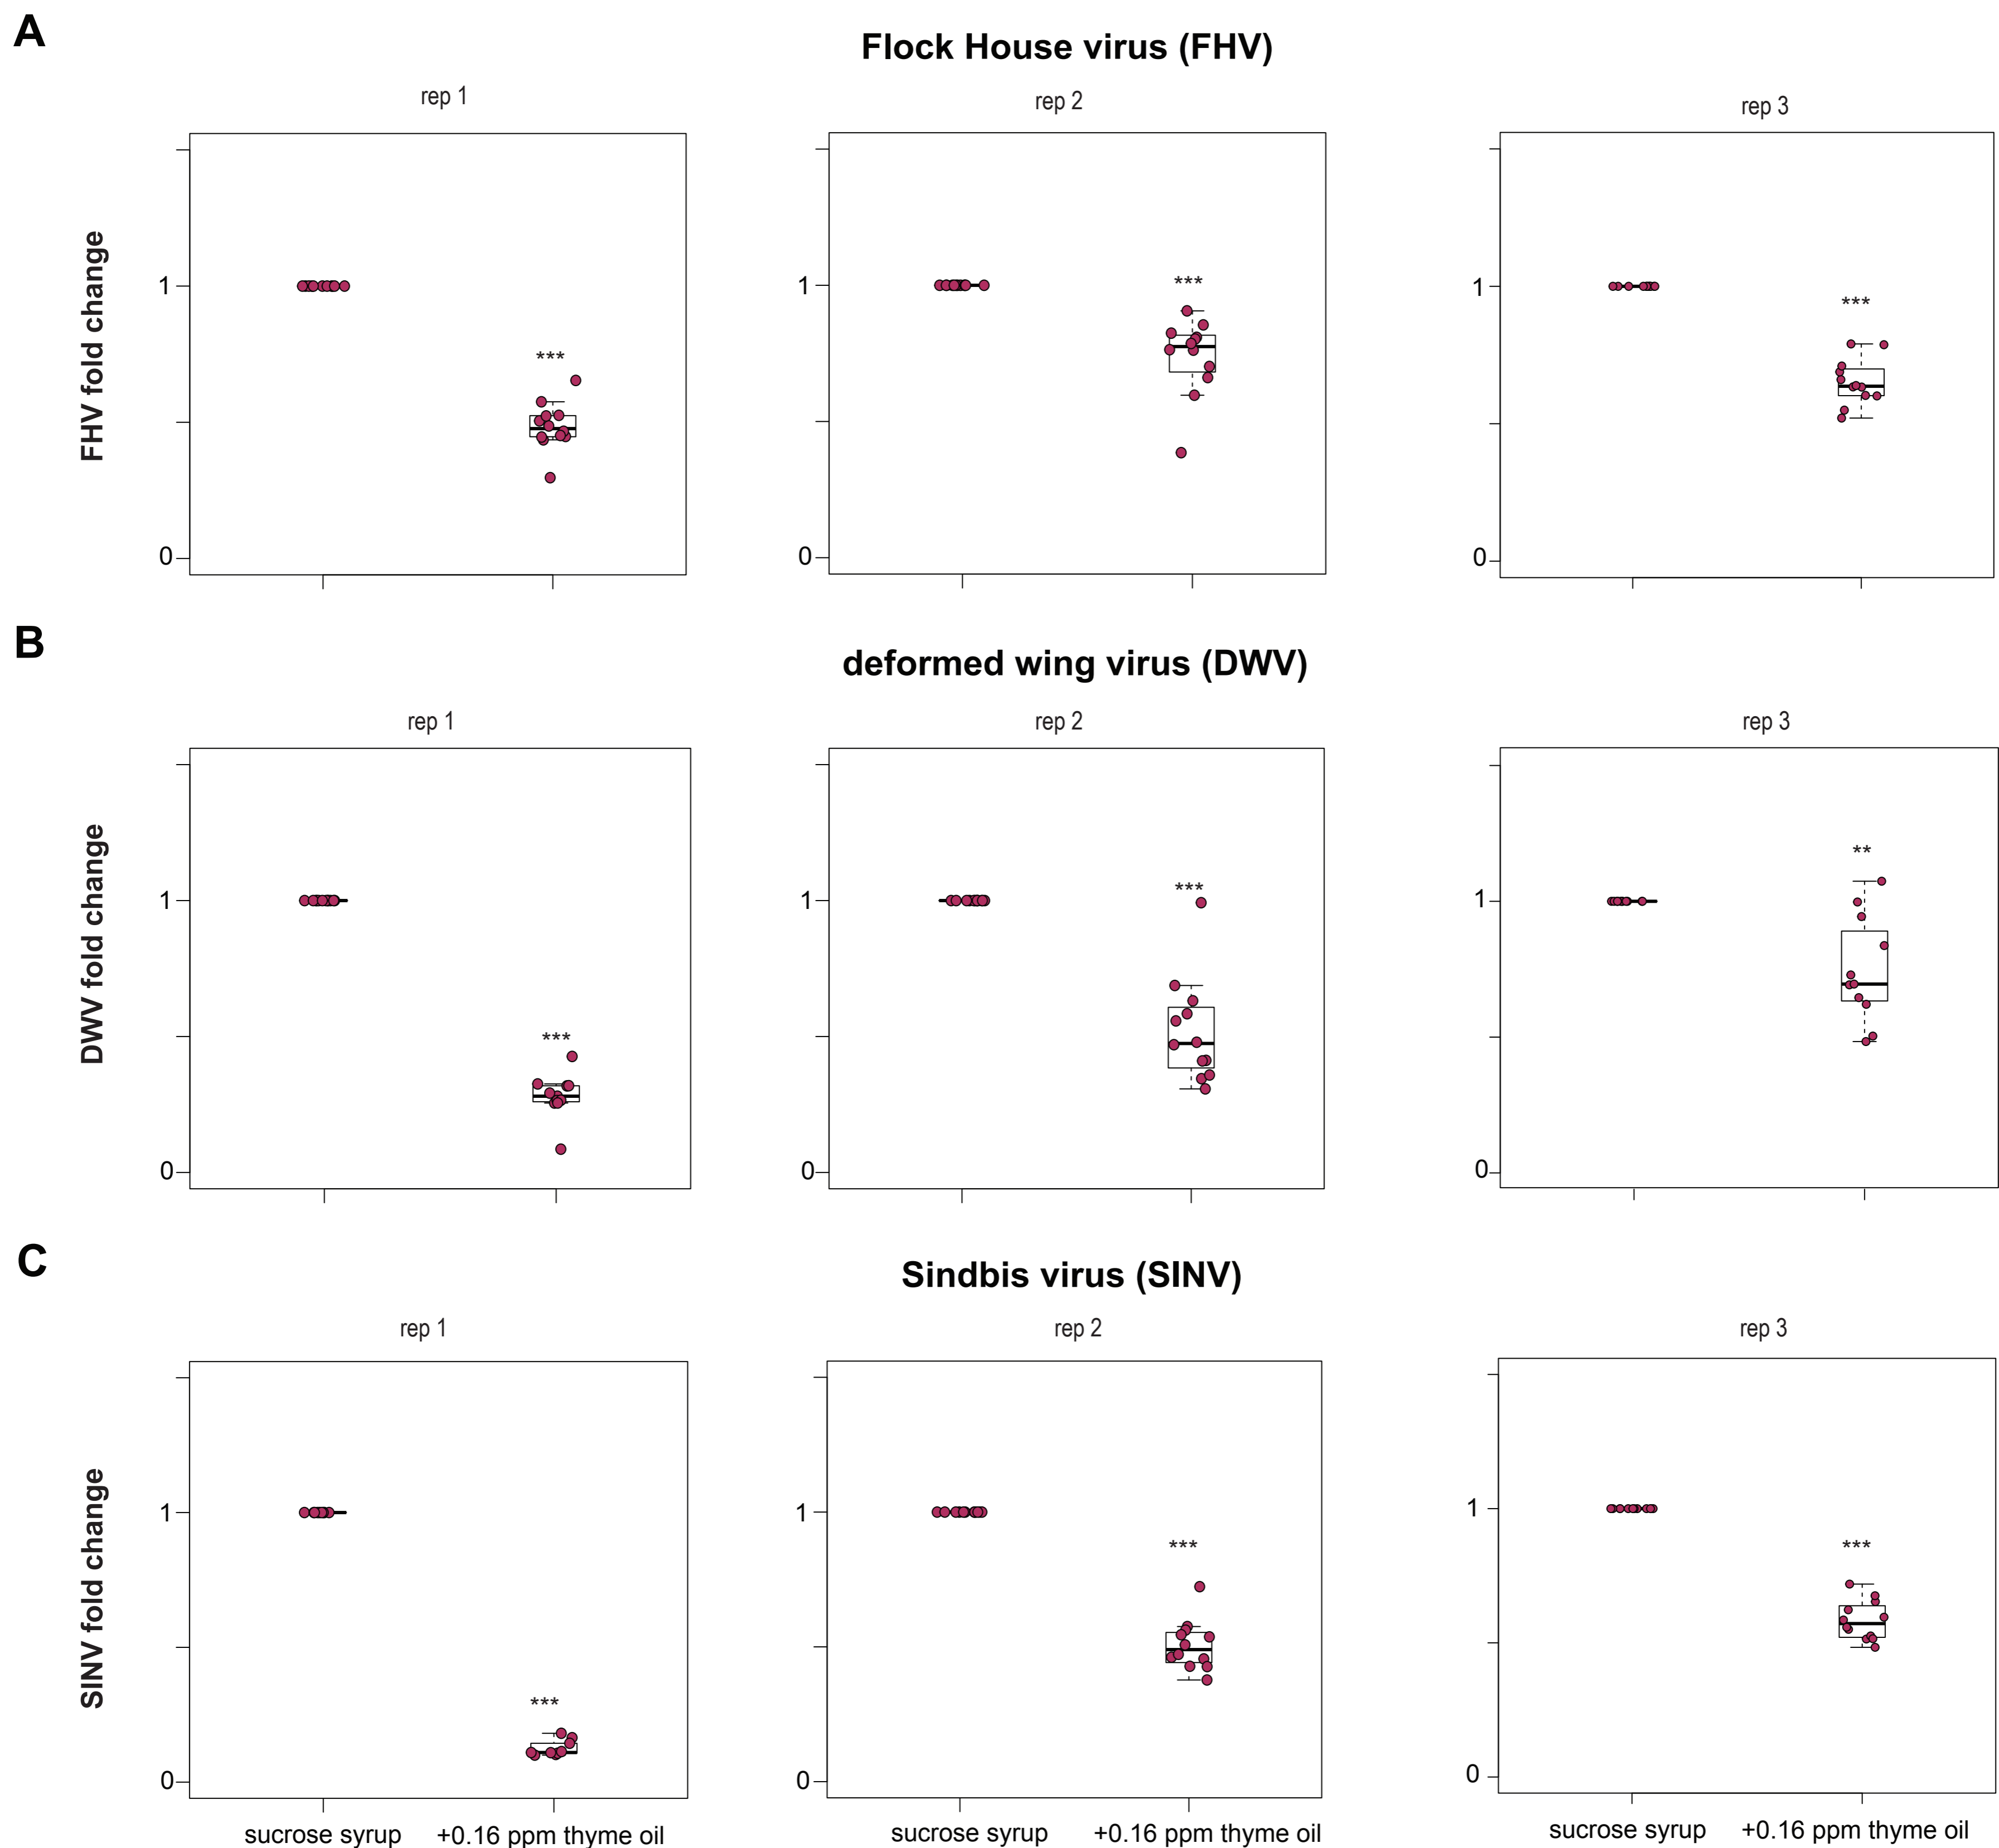 A
Flock House virus (FHV)
rep 1
rep 2
rep 3
FHV fold change
1
0
***
1
0
***
1
0
***
B
deformed wing virus (DWV)
rep 1
rep 2
rep 3
DWV fold change
1
0
***
1
0
***
1
0
**
C
Sindbis virus (SINV)
rep 1
rep 2
rep 3
SINV fold change
1
0
***
1
0
***
1
0
***
sucrose syrup
+0.16 ppm thyme oil
sucrose syrup
+0.16 ppm thyme oil
sucrose syrup
+0.16 ppm thyme oil